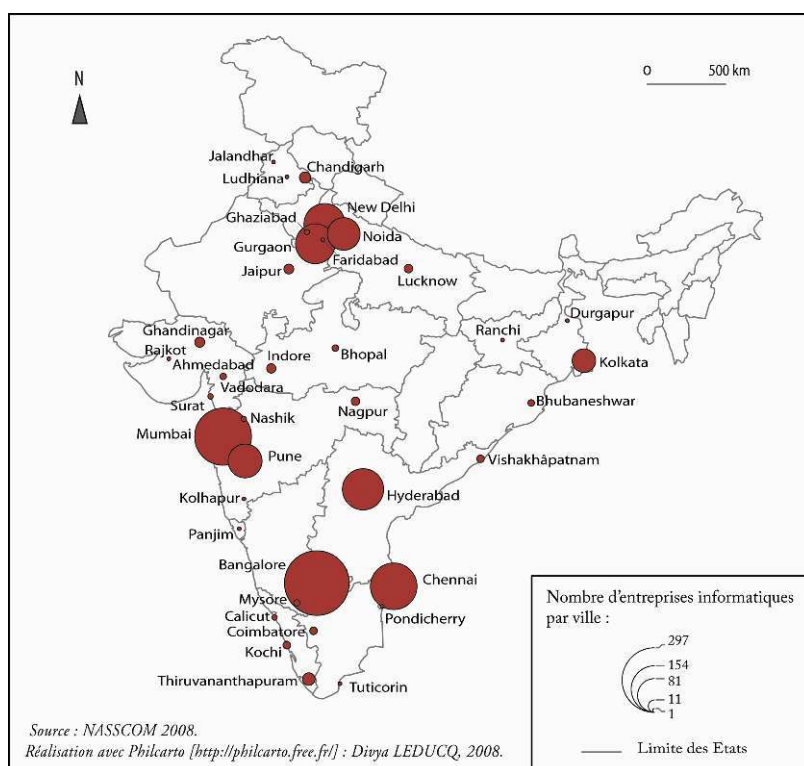 N
0 500 km
Jalandhar
Chandigarh
Ludhiana
New Delhi
Ghaziabad
Noida
Gurgaon
Faridabad
Jaipur
Lucknow
Durgapur
Ghandinagar
Ranchi
Rajkot
Bhopal
Indore
Kolkata
Ahmedabad
Vadodara
Surat
Nagpur
Bhubaneshwar
Nashik
Mumbai
Pune
Vishakhâpatnam
Hyderabad
Kolhapur
Panjim
Bangalore
Chennai
Mysore
Pondicherry
Calicut
Coimbatore
Kochi
Thiruvananthapuram
Tuticorin
Nombre d'entreprises informatiques
par ville :
297
154
81
11
1
Limite des Etats
Source : NASSCOM 2008.
Réalisation avec Philcarto [http://philcarto.free.fr/] : Divya LEDUCQ, 2008.